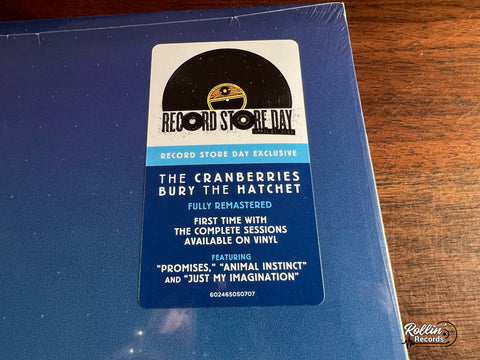 RECORD STORE DAY
RECORD STORE DAY EXCLUSIVE
THE CRANBERRIES
BURY THE HATCHET
FULLY REMASTERED
FIRST TIME WITH
THE COMPLETE SESSIONS
AVAILABLE ON VINYL
FEATURING
“PROMISES,” “ANIMAL INSTINCT”
AND “JUST MY IMAGINATION”
602465050707
Rollin'
Records